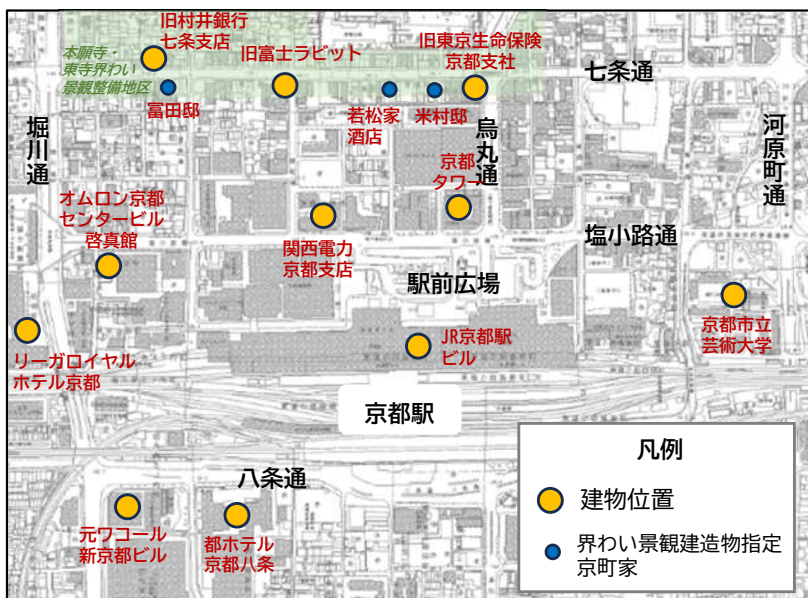 旧村井銀行
七条支店
本願寺・
東寺界わい
景観整備地区
旧富士ラビット
旧東京生命保険
京都支社
七条通
冨田邸
若松家
酒店
米村邸
烏丸通
堀川通
河原町通
京都
タワー
オムロン京都
センタービル
啓真館
関西電力
京都支店
塩小路通
駅前広場
京都市立
芸術大学
リーガロイヤル
ホテル京都
JR京都駅
ビル
京都駅
八条通
元ワコール
新京都ビル
都ホテル
京都八条
凡例
建物位置
界わい景観建造物指定
京町家